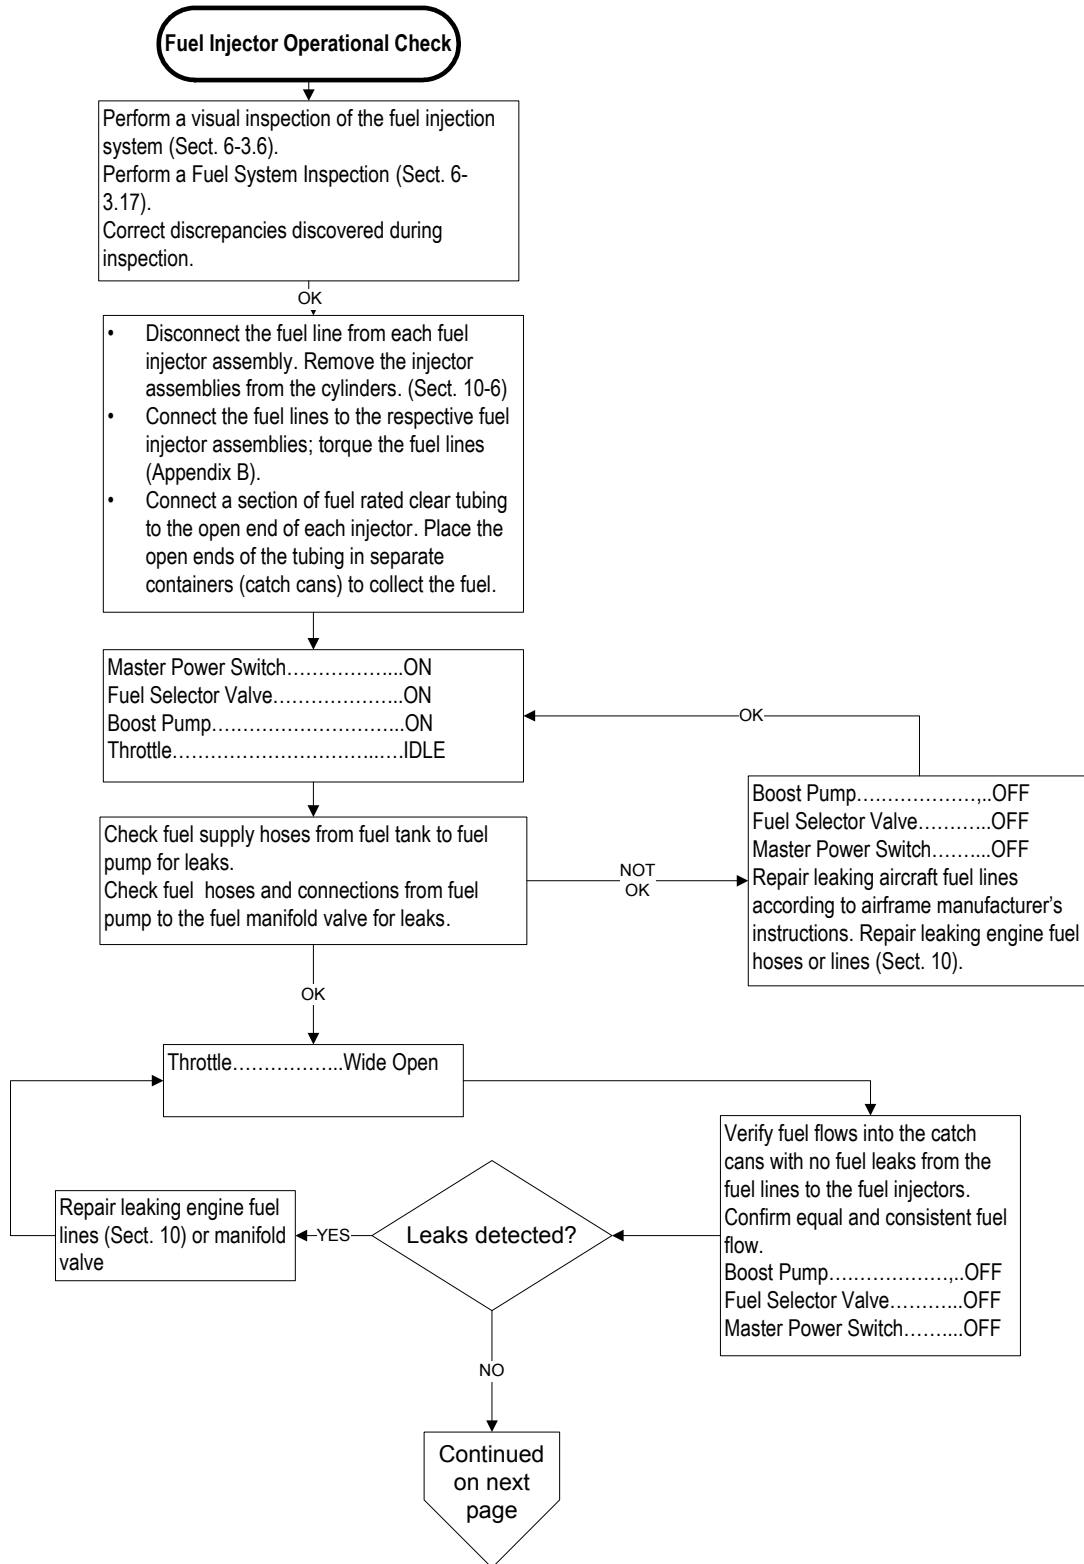 Fuel Injector Operational Check
Perform a visual inspection of the fuel injection
system (Sect. 6-3.6).
Perform a Fuel System Inspection (Sect. 6-
3.17).
Correct discrepancies discovered during
inspection.
OK
• Disconnect the fuel line from each fuel
injector assembly. Remove the injector
assemblies from the cylinders. (Sect. 10-6)
• Connect the fuel lines to the respective fuel
injector assemblies; torque the fuel lines
(Appendix B).
• Connect a section of fuel rated clear tubing
to the open end of each injector. Place the
open ends of the tubing in separate
containers (catch cans) to collect the fuel.
Master Power Switch………………...ON
Fuel Selector Valve…………………..ON
Boost Pump…………………………..ON
Throttle…………………………..….IDLE
OK
Check fuel supply hoses from fuel tank to fuel
pump for leaks.
Check fuel  hoses and connections from fuel
pump to the fuel manifold valve for leaks.
NOT
OK
Boost Pump….……………,..OFF
Fuel Selector Valve………...OFF
Master Power Switch……...OFF
Repair leaking aircraft fuel lines
according to airframe manufacturer’s
instructions. Repair leaking engine fuel
hoses or lines (Sect. 10).
OK
Throttle………………...Wide Open
Verify fuel flows into the catch
cans with no fuel leaks from the
fuel lines to the fuel injectors.
Confirm equal and consistent fuel
flow.
Boost Pump….……………,..OFF
Fuel Selector Valve………...OFF
Master Power Switch……....OFF
Leaks detected?
YES
Repair leaking engine fuel
lines (Sect. 10) or manifold
valve
NO
Continued
on next
page